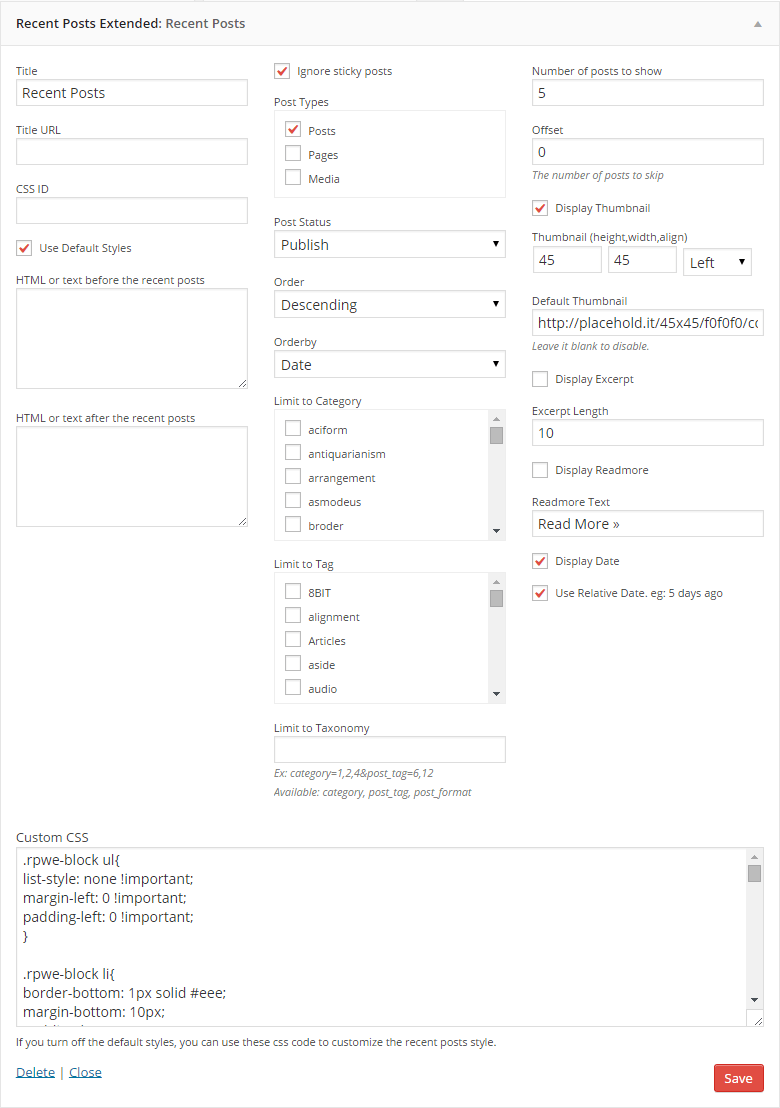 Recent Posts Extended: Recent Posts
Title
Recent Posts
Title URL
CSS ID
Use Default Styles
HTML or text before the recent posts
HTML or text after the recent posts
Ignore sticky posts
Post Types
Posts
Pages
Media
Post Status
Publish
Order
Descending
Orderby
Date
Limit to Category
aciform
antiquarianism
arrangement
asmodeus
broder
Limit to Tag
8BIT
alignment
Articles
aside
audio
Limit to Taxonomy
Ex: category=1,2,4&post_tag=6,12
Available: category, post_tag, post_format
Number of posts to show
5
Offset
0
The number of posts to skip
Display Thumbnail
Thumbnail (height,width,align)
45 45 Left
Default Thumbnail
http://placehold.it/45x45/f0f0f0/cc
Leave it blank to disable.
Display Excerpt
Excerpt Length
10
Display Readmore
Readmore Text
Read More »
Display Date
Use Relative Date. eg: 5 days ago
Custom CSS
.rpwe-block ul{
list-style: none !important;
margin-left: 0 !important;
padding-left: 0 !important;
}
.rpwe-block li{
border-bottom: 1px solid #eee;
margin-bottom: 10px;
If you turn off the default styles, you can use these css code to customize the recent posts style.
Delete | Close
Save